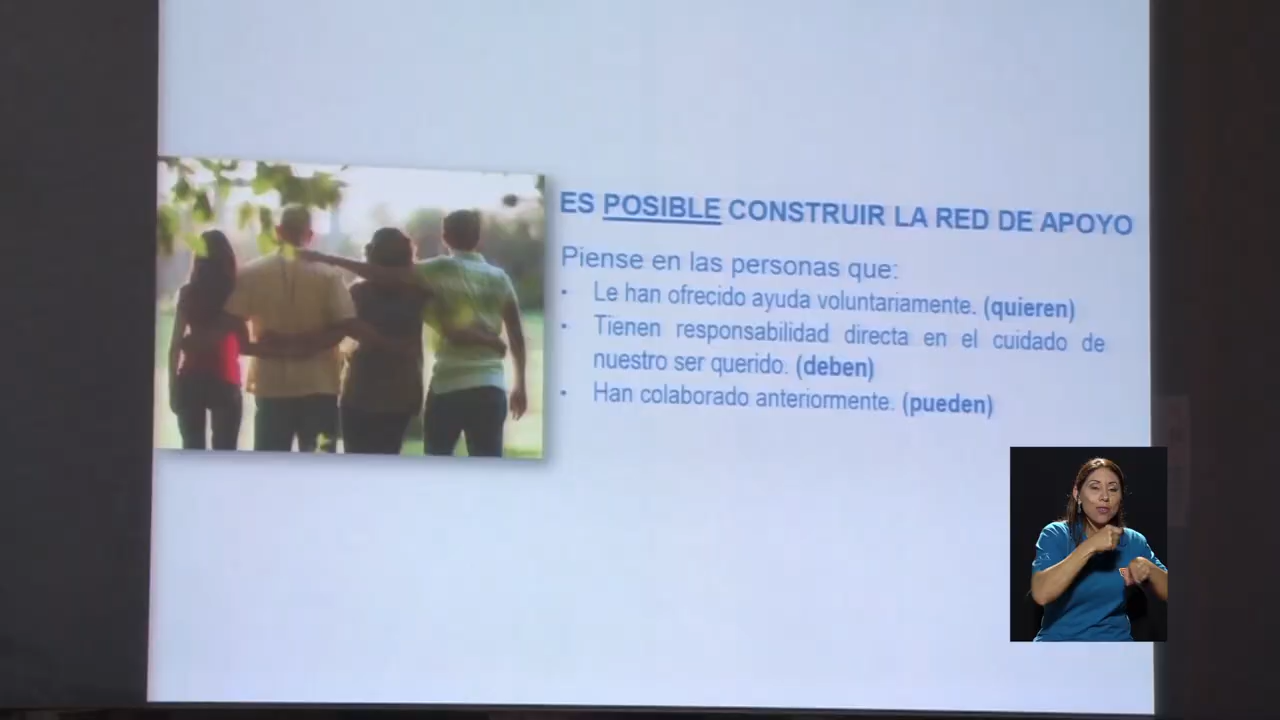 ES POSIBLE CONSTRUIR LA RED DE APOYO
Piense en las personas que:
• Le han ofrecido ayuda voluntariamente. (quieren)
• Tienen responsabilidad directa en el cuidado de
nuestro ser querido. (deben)
• Han colaborado anteriormente. (pueden)